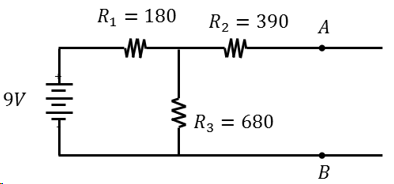 R₁ = 180
R₂ = 390
A
9V
R₃ = 680
B